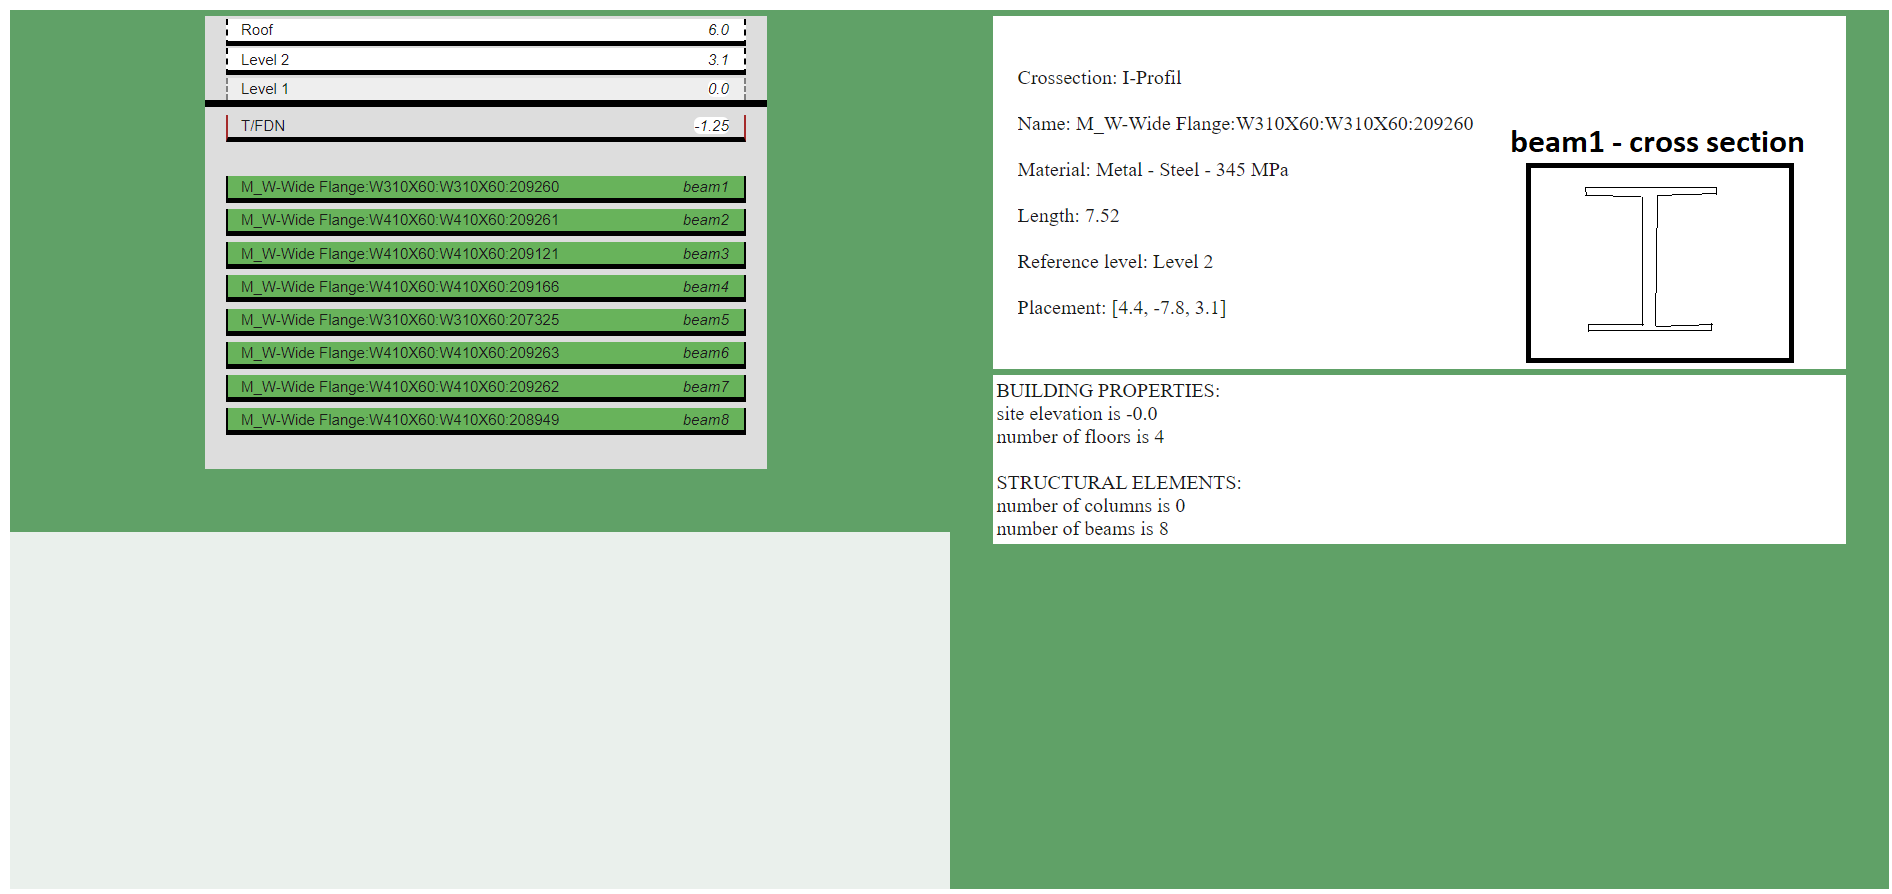 Roof 6.0
Level 2 3.1
Level 1 0.0
T/FDN -1.25
M_W-Wide Flange:W310X60:W310X60:209260 beam1
M_W-Wide Flange:W410X60:W410X60:209261 beam2
M_W-Wide Flange:W410X60:W410X60:209121 beam3
M_W-Wide Flange:W410X60:W410X60:209166 beam4
M_W-Wide Flange:W310X60:W310X60:207325 beam5
M_W-Wide Flange:W410X60:W410X60:209263 beam6
M_W-Wide Flange:W410X60:W410X60:209262 beam7
M_W-Wide Flange:W410X60:W410X60:208949 beam8
Crossection: I-Profil
Name: M_W-Wide Flange:W310X60:W310X60:209260
Material: Metal - Steel - 345 MPa
Length: 7.52
Reference level: Level 2
Placement: [4.4, -7.8, 3.1]
beam1 - cross section
BUILDING PROPERTIES:
site elevation is -0.0
number of floors is 4
STRUCTURAL ELEMENTS:
number of columns is 0
number of beams is 8